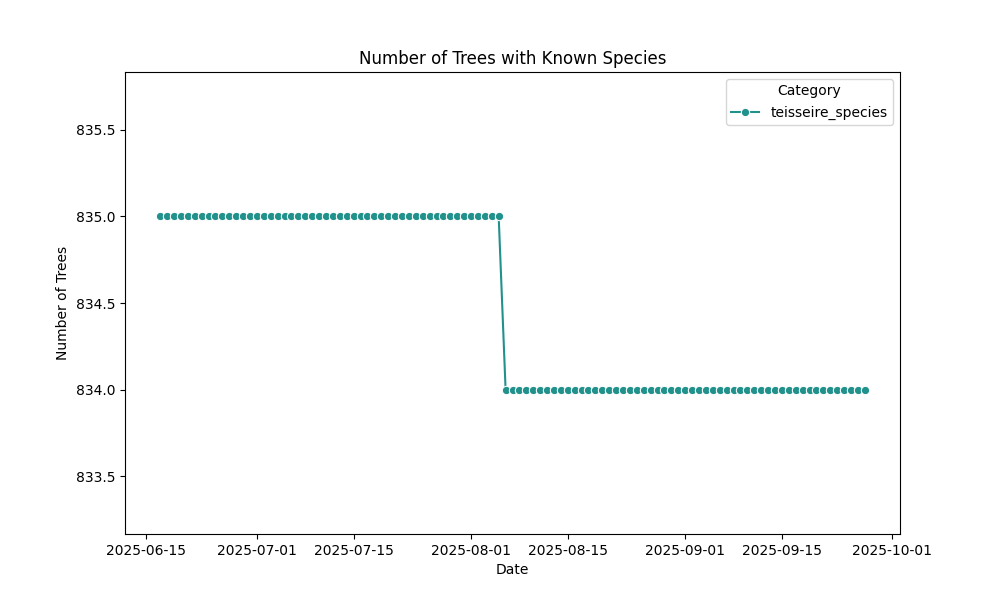 Number of Trees with Known Species
Category
teisseire_species
835.5
835.0
834.5
834.0
833.5
Number of Trees
2025-06-15
2025-07-01
2025-07-15
2025-08-01
2025-08-15
2025-09-01
2025-09-15
2025-10-01
Date